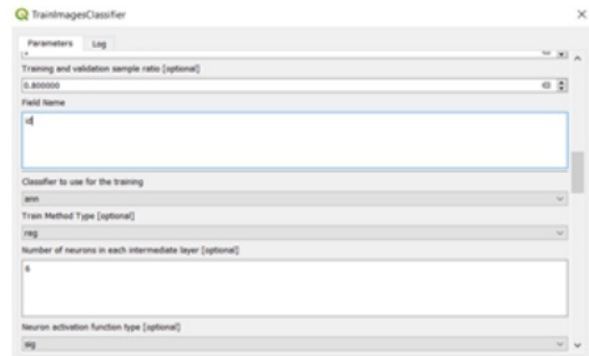 TrainImagesClassifier
Parameters Log
Training and validation sample ratio [optional]
0.800000
Field Name
id
Classifier to use for the training
ann
Train Method Type [optional]
reg
Number of neurons in each intermediate layer [optional]
6
Neuron activation function type [optional]
sig